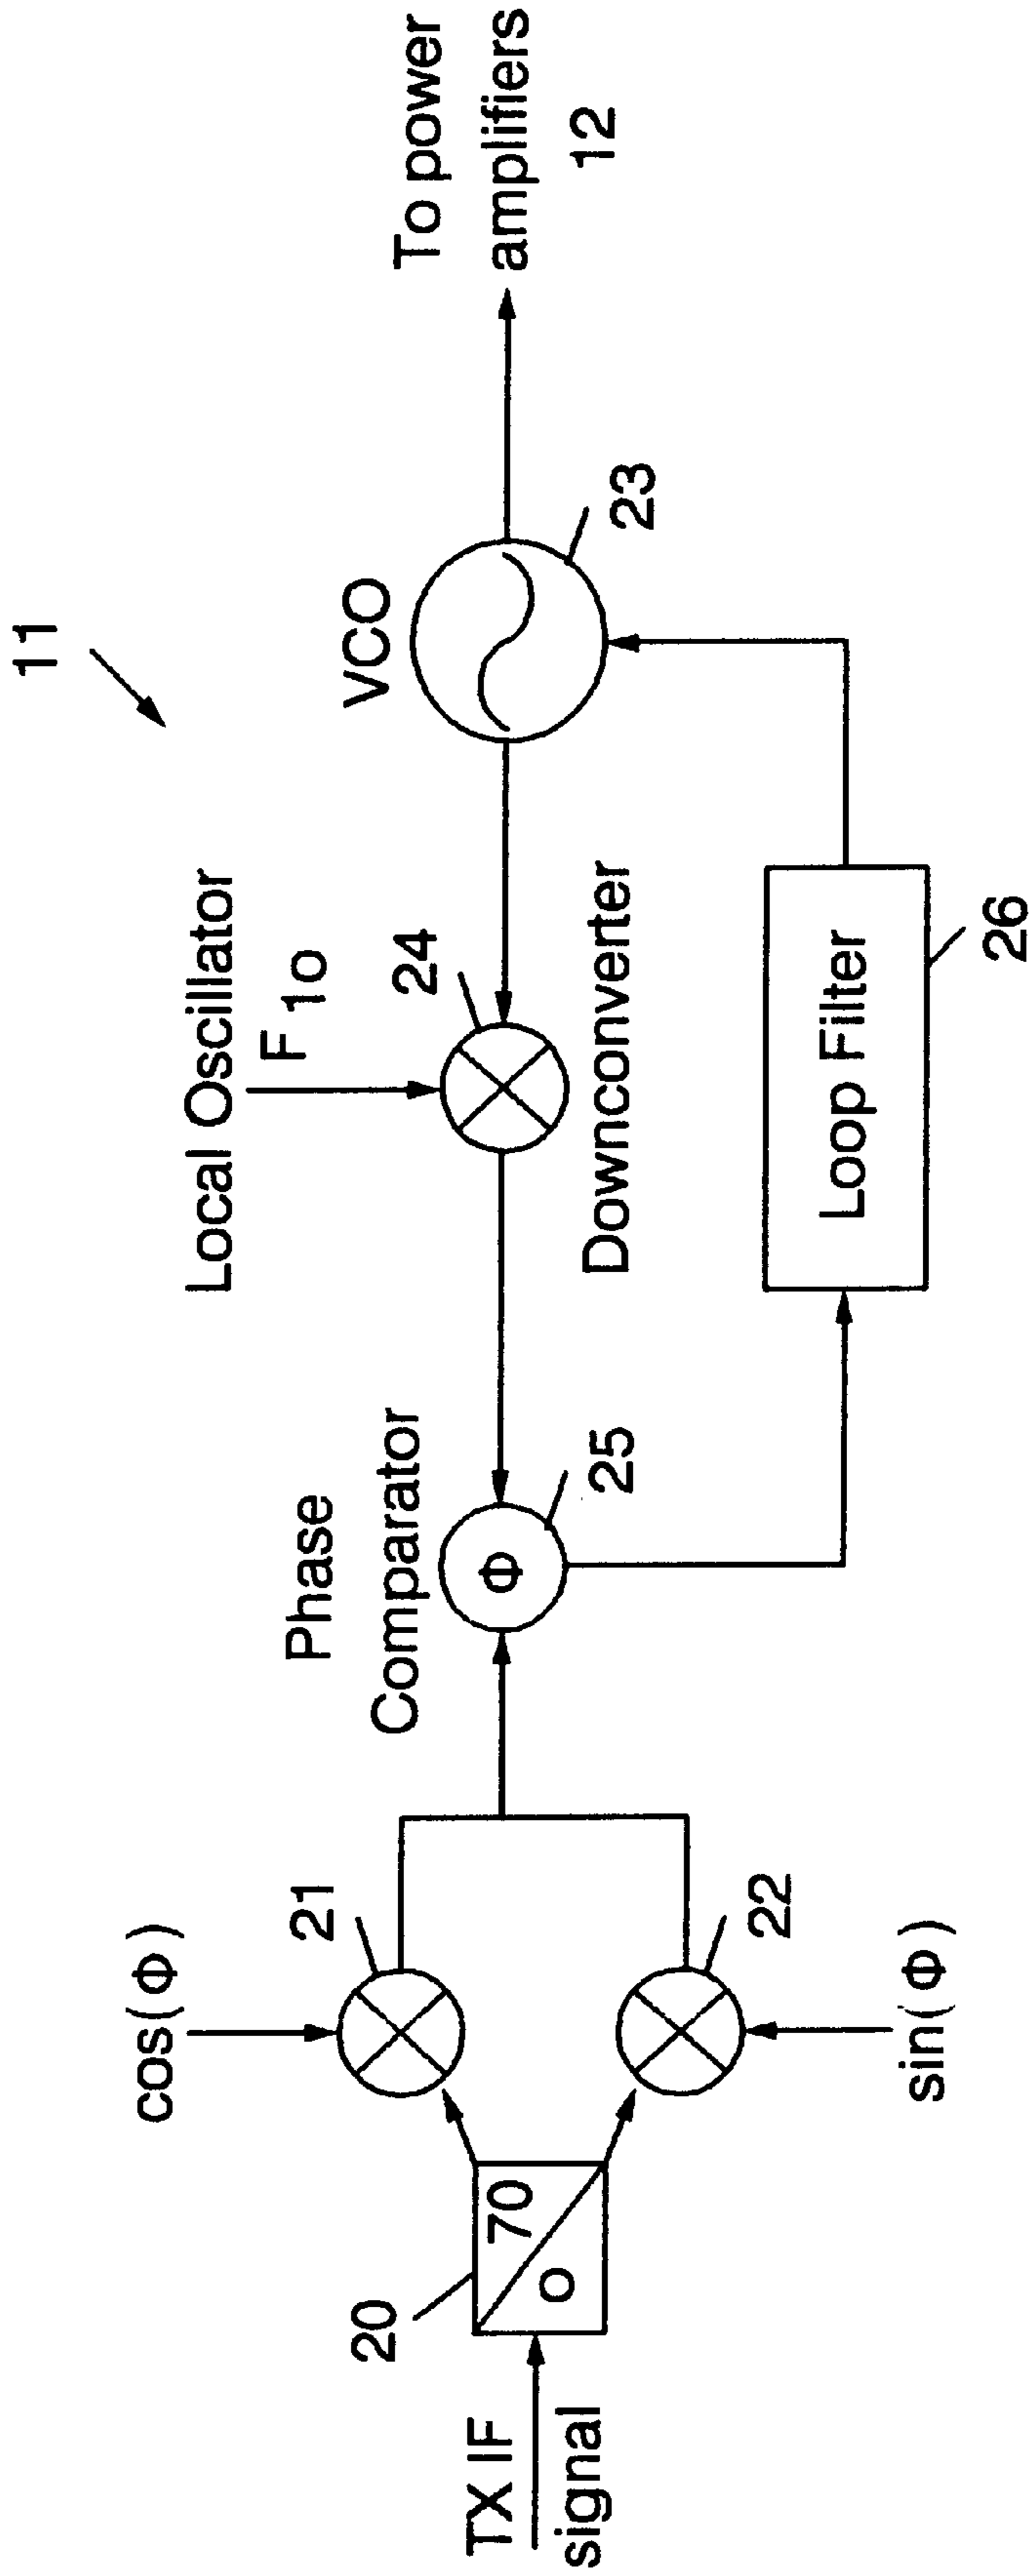 11
Local Oscillator
F 1o
24
Downconverter
VCO
23
To power
amplifiers
12
Phase
Comparator
Φ
25
Loop Filter
26
cos(Φ)
21
22
sin(Φ)
20
70
O
TX IF
signal